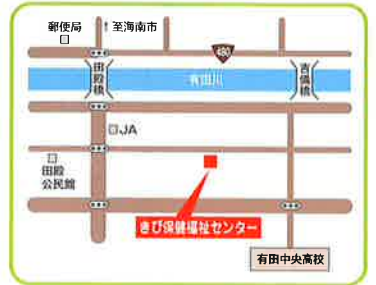 郵便局
↑至海南市
480
田殿橋
有田川
吉備橋
JA
田殿
公民館
きび保健福祉センター
有田中央高校